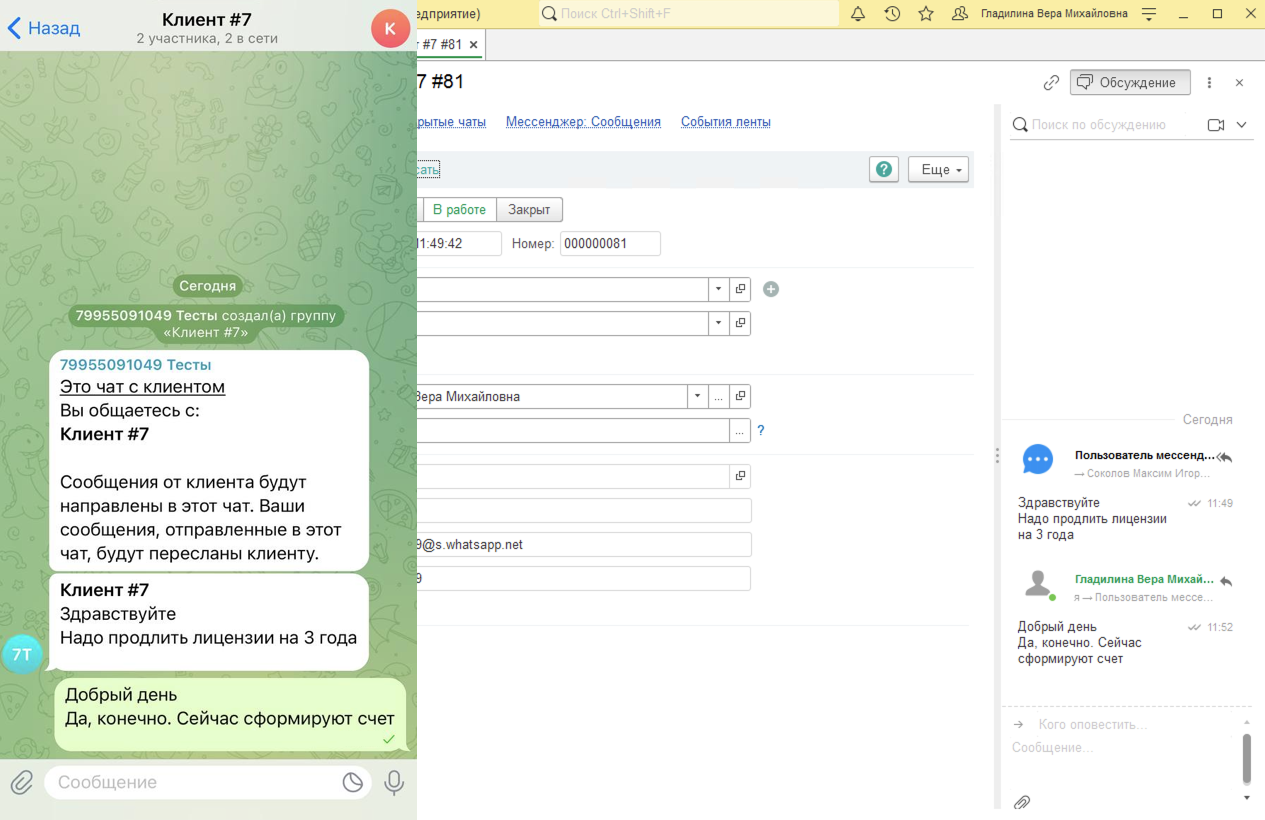 Назад
Клиент #7
2 участника, 2 в сети
К
Сегодня
79955091049 Тесты создал(а) группу
«Клиент #7»
79955091049 Тесты
Это чат с клиентом
Вы общаетесь с:
Клиент #7
Сообщения от клиента будут
направлены в этот чат. Ваши
сообщения, отправленные в этот
чат, будут пересланы клиенту.
Клиент #7
Здравствуйте
Надо продлить лицензии на 3 года
7Т
Добрый день
Да, конечно. Сейчас сформируют счет
Сообщение
едприятие)
Поиск Ctrl+Shift+F
Гладилина Вера Михайловна
#7 #81
7 #81
Обсуждение
рытые чаты Мессенджер: Сообщения События ленты
сать
? Еще
В работе Закрыт
11:49:42 Номер: 000000081
Вера Михайловна ...
... ?
9@s.whatsapp.net
9
Поиск по обсуждению
Сегодня
Пользователь мессенд...
→ Соколов Максим Игор...
Здравствуйте 11:49
Надо продлить лицензии
на 3 года
Гладилина Вера Михай...
я → Пользователь мессе...
Добрый день 11:52
Да, конечно. Сейчас
сформируют счет
→ Кого оповестить...
Сообщение...